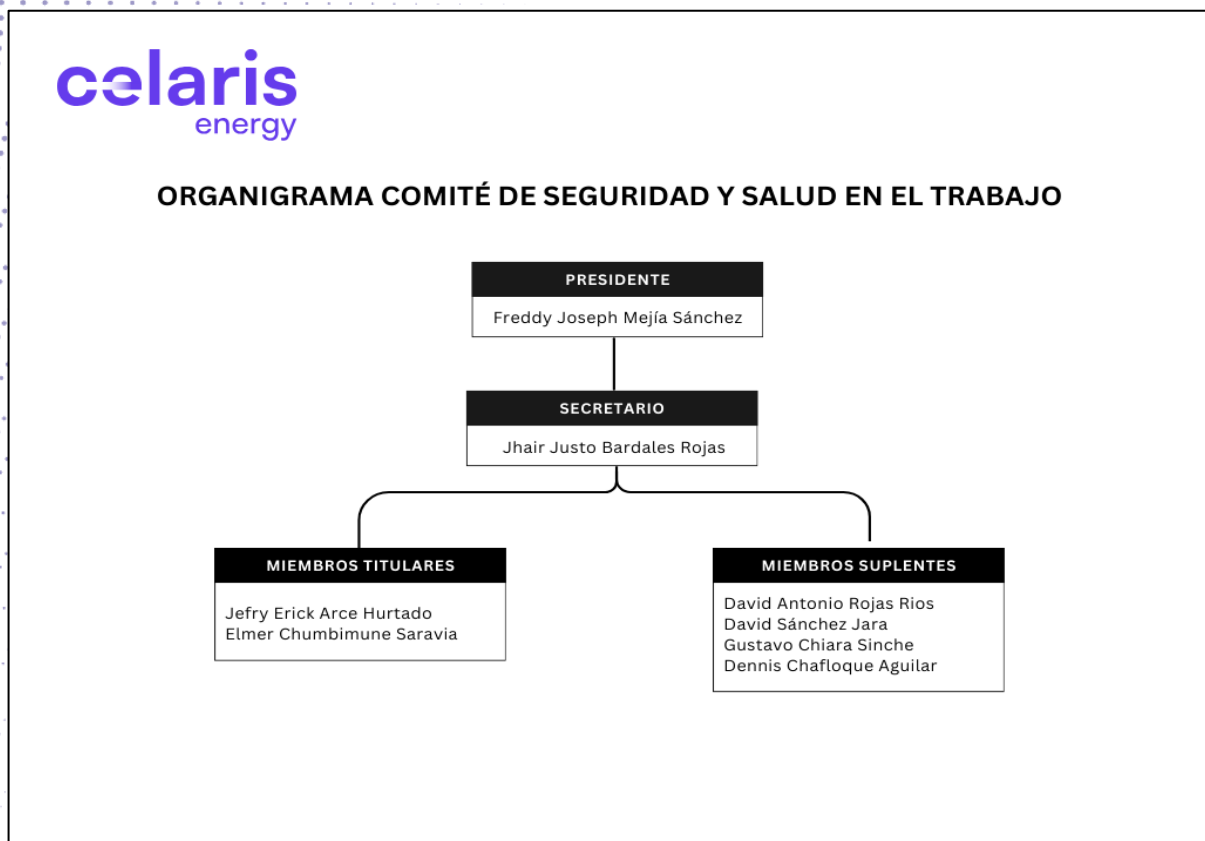 celaris
energy
ORGANIGRAMA COMITÉ DE SEGURIDAD Y SALUD EN EL TRABAJO
PRESIDENTE
Freddy Joseph Mejía Sánchez
SECRETARIO
Jhair Justo Bardales Rojas
MIEMBROS TITULARES
Jefry Erick Arce Hurtado
Elmer Chumbimune Saravia
MIEMBROS SUPLENTES
David Antonio Rojas Rios
David Sánchez Jara
Gustavo Chiara Sinche
Dennis Chafloque Aguilar